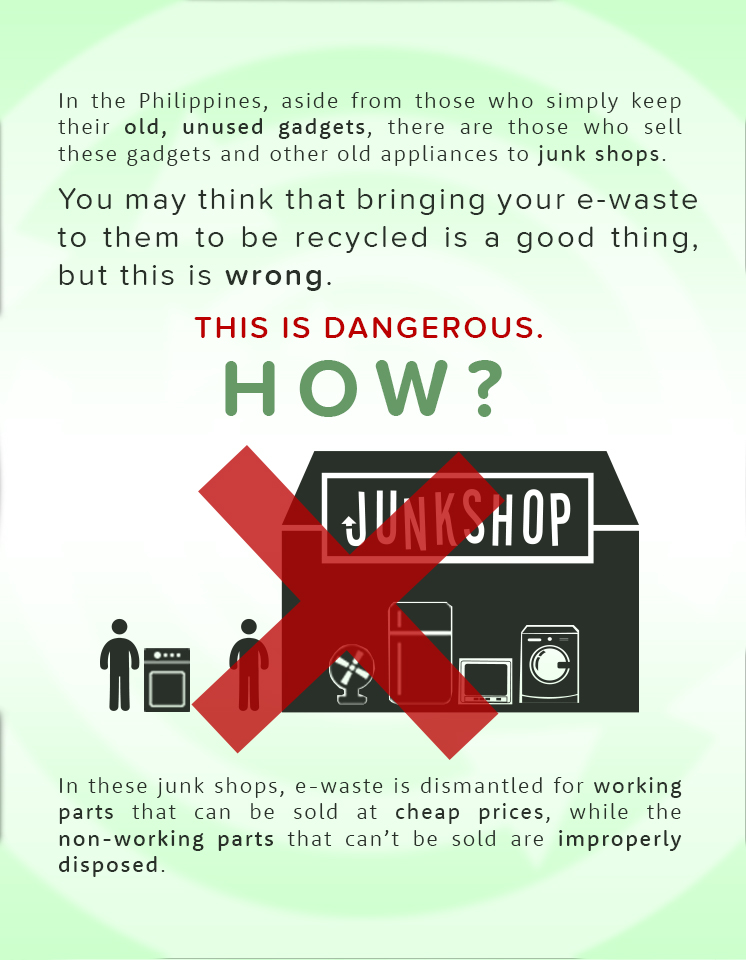 In the Philippines, aside from those who simply keep
their old, unused gadgets, there are those who sell
these gadgets and other old appliances to junk shops.
You may think that bringing your e-waste
to them to be recycled is a good thing,
but this is wrong.
THIS IS DANGEROUS.
HOW?
JUNKSHOP
In these junk shops, e-waste is dismantled for working
parts that can be sold at cheap prices, while the
non-working parts that can't be sold are improperly
disposed.